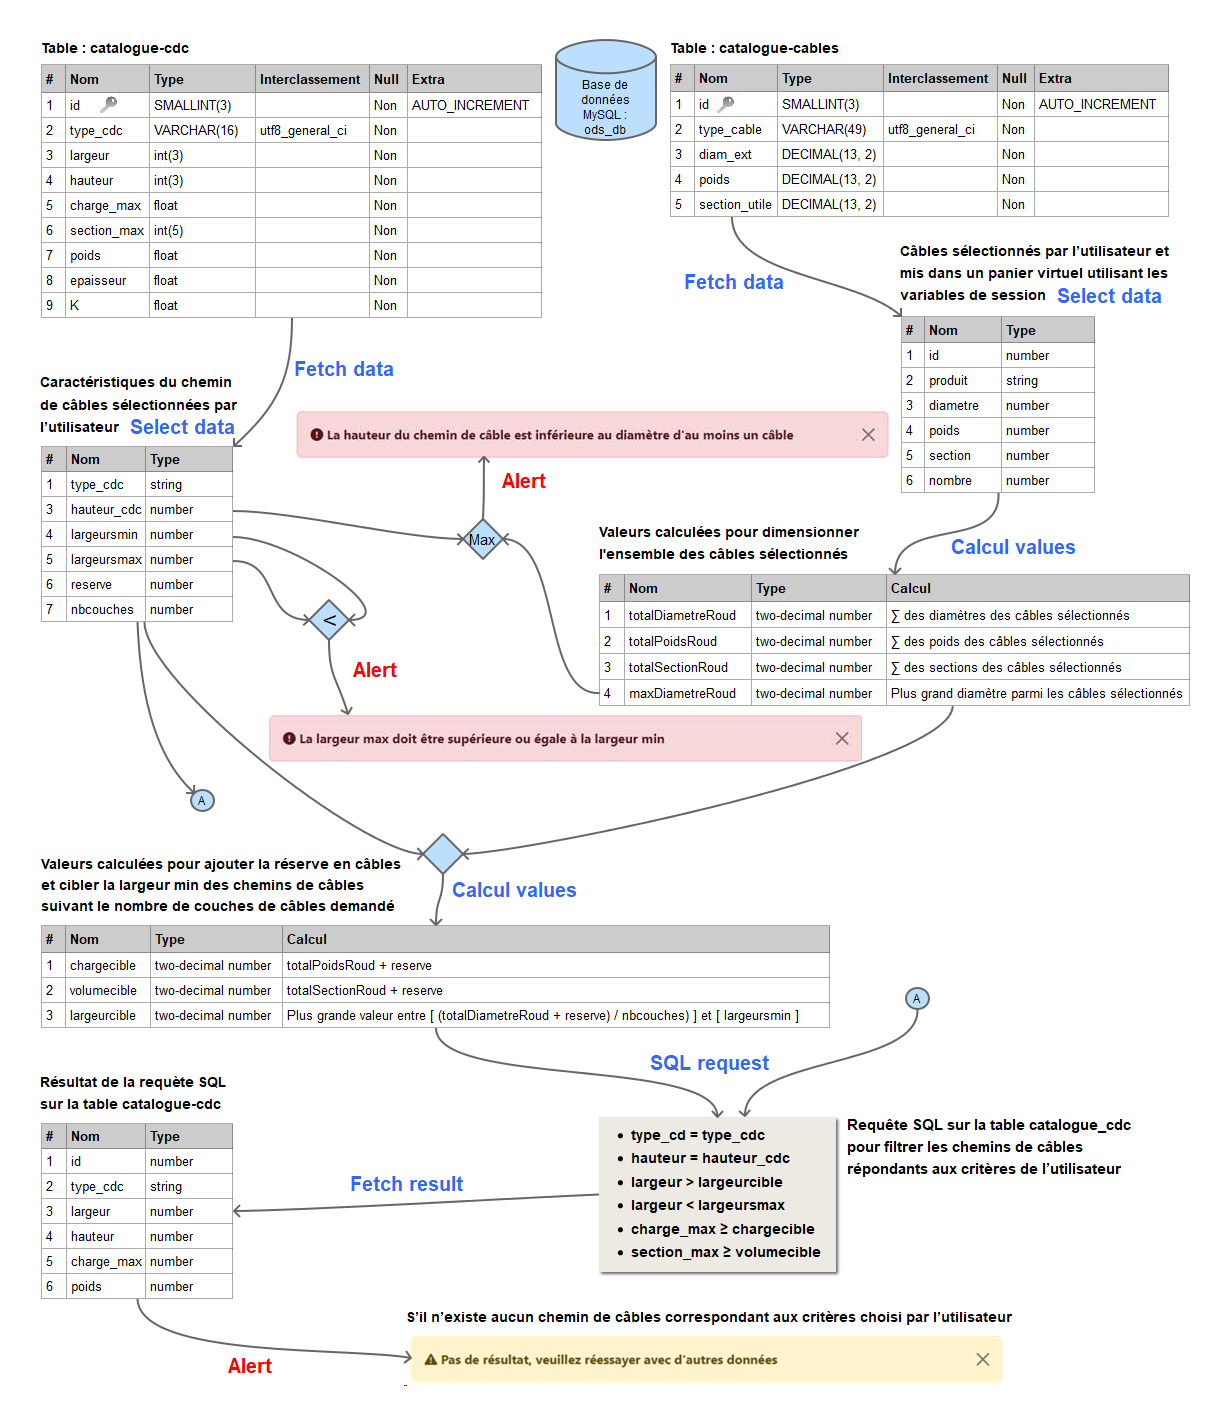 Table : catalogue-cdc
# Nom Type Interclassement Null Extra
1 id SMALLINT(3) Non AUTO_INCREMENT
2 type_cdc VARCHAR(16) utf8_general_ci Non
3 largeur int(3) Non
4 hauteur int(3) Non
5 charge_max float Non
6 section_max int(5) Non
7 poids float Non
8 epaisseur float Non
9 K float Non
Base de
données
MySQL :
ods_db
Table : catalogue-cables
# Nom Type Interclassement Null Extra
1 id SMALLINT(3) Non AUTO_INCREMENT
2 type_cable VARCHAR(49) utf8_general_ci Non
3 diam_ext DECIMAL(13, 2) Non
4 poids DECIMAL(13, 2) Non
5 section_utile DECIMAL(13, 2) Non
Fetch data
Câbles sélectionnés par l'utilisateur et
mis dans un panier virtuel utilisant les
variables de session Select data
# Nom Type
1 id number
2 produit string
3 diametre number
4 poids number
5 section number
6 nombre number
Fetch data
Caractéristiques du chemin
de câbles sélectionnées par
l'utilisateur Select data
# Nom Type
1 type_cdc string
3 hauteur_cdc number
4 largeursmin number
5 largeursmax number
6 reserve number
7 nbcouches number
La hauteur du chemin de câble est inférieure au diamètre d'au moins un câble
Alert
Max
<
Alert
La largeur max doit être supérieure ou égale à la largeur min
Calcul values
Valeurs calculées pour dimensionner
l'ensemble des câbles sélectionnés
# Nom Type Calcul
1 totalDiametreRoud two-decimal number ∑ des diamètres des câbles sélectionnés
2 totalPoidsRoud two-decimal number ∑ des poids des câbles sélectionnés
3 totalSectionRoud two-decimal number ∑ des sections des câbles sélectionnés
4 maxDiametreRoud two-decimal number Plus grand diamètre parmi les câbles sélectionnés
A
Valeurs calculées pour ajouter la réserve en câbles
et cibler la largeur min des chemins de câbles
suivant le nombre de couches de câbles demandé
Calcul values
# Nom Type Calcul
1 chargecible two-decimal number totalPoidsRoud + reserve
2 volumecible two-decimal number totalSectionRoud + reserve
3 largeurcible two-decimal number Plus grande valeur entre [ (totalDiametreRoud + reserve) / nbcouches) ] et [ largeursmin ]
A
SQL request
• type_cd = type_cdc
• hauteur = hauteur_cdc
• largeur > largeurcible
• largeur < largeursmax
• charge_max ≥ chargecible
• section_max ≥ volumecible
Requête SQL sur la table catalogue_cdc
pour filtrer les chemins de câbles
répondants aux critères de l'utilisateur
Résultat de la requète SQL
sur la table catalogue-cdc
# Nom Type
1 id number
2 type_cdc string
3 largeur number
4 hauteur number
5 charge_max number
6 poids number
Fetch result
S'il n'existe aucun chemin de câbles correspondant aux critères choisi par l'utilisateur
Alert
Pas de résultat, veuillez réessayer avec d'autres données